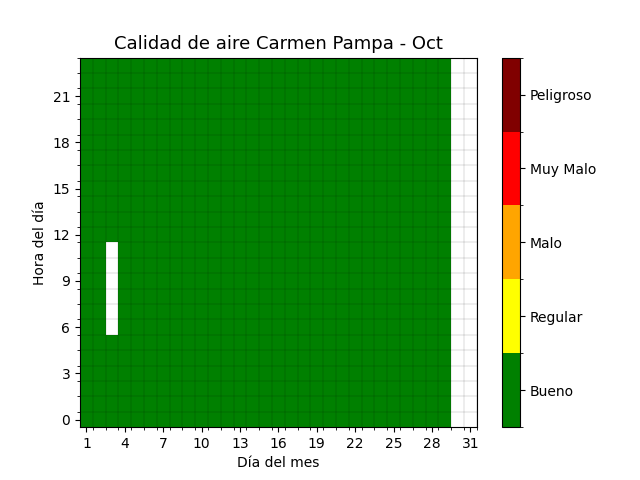 Calidad de aire Carmen Pampa - Oct
21
18
15
12
9
6
3
0
Hora del día
1 4 7 10 13 16 19 22 25 28 31
Día del mes
Peligroso
Muy Malo
Malo
Regular
Bueno